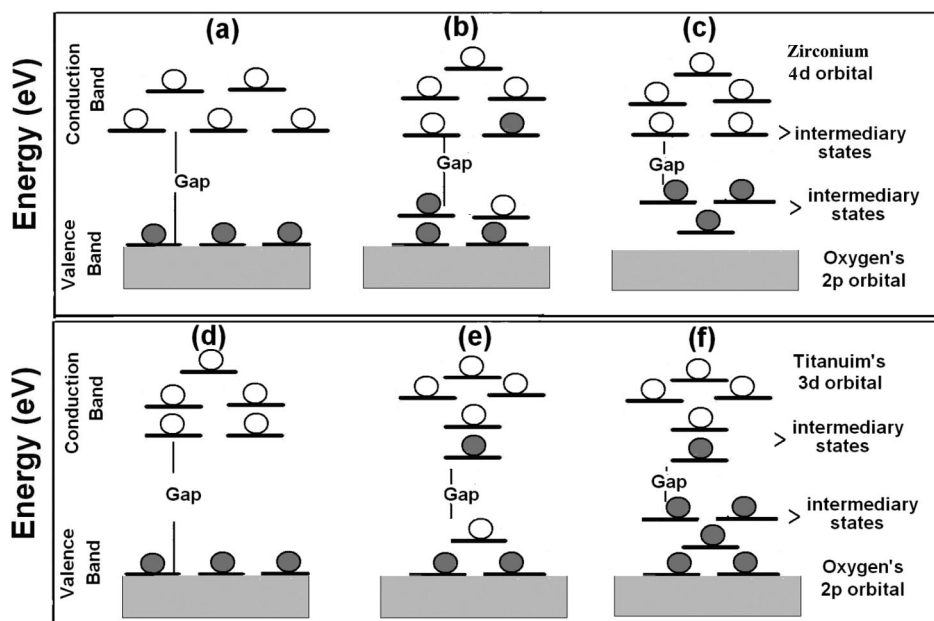 (a)
(b)
(c)
Energy (eV)
Conduction
Band
Valence
Band
Gap
Gap
Gap
Zirconium
4d orbital
> intermediary
states
> intermediary
states
Oxygen's
2p orbital
(d)
(e)
(f)
Energy (eV)
Conduction
Band
Valence
Band
Gap
Gap
Gap
Titanuim's
3d orbital
> intermediary
states
> intermediary
states
Oxygen's
2p orbital